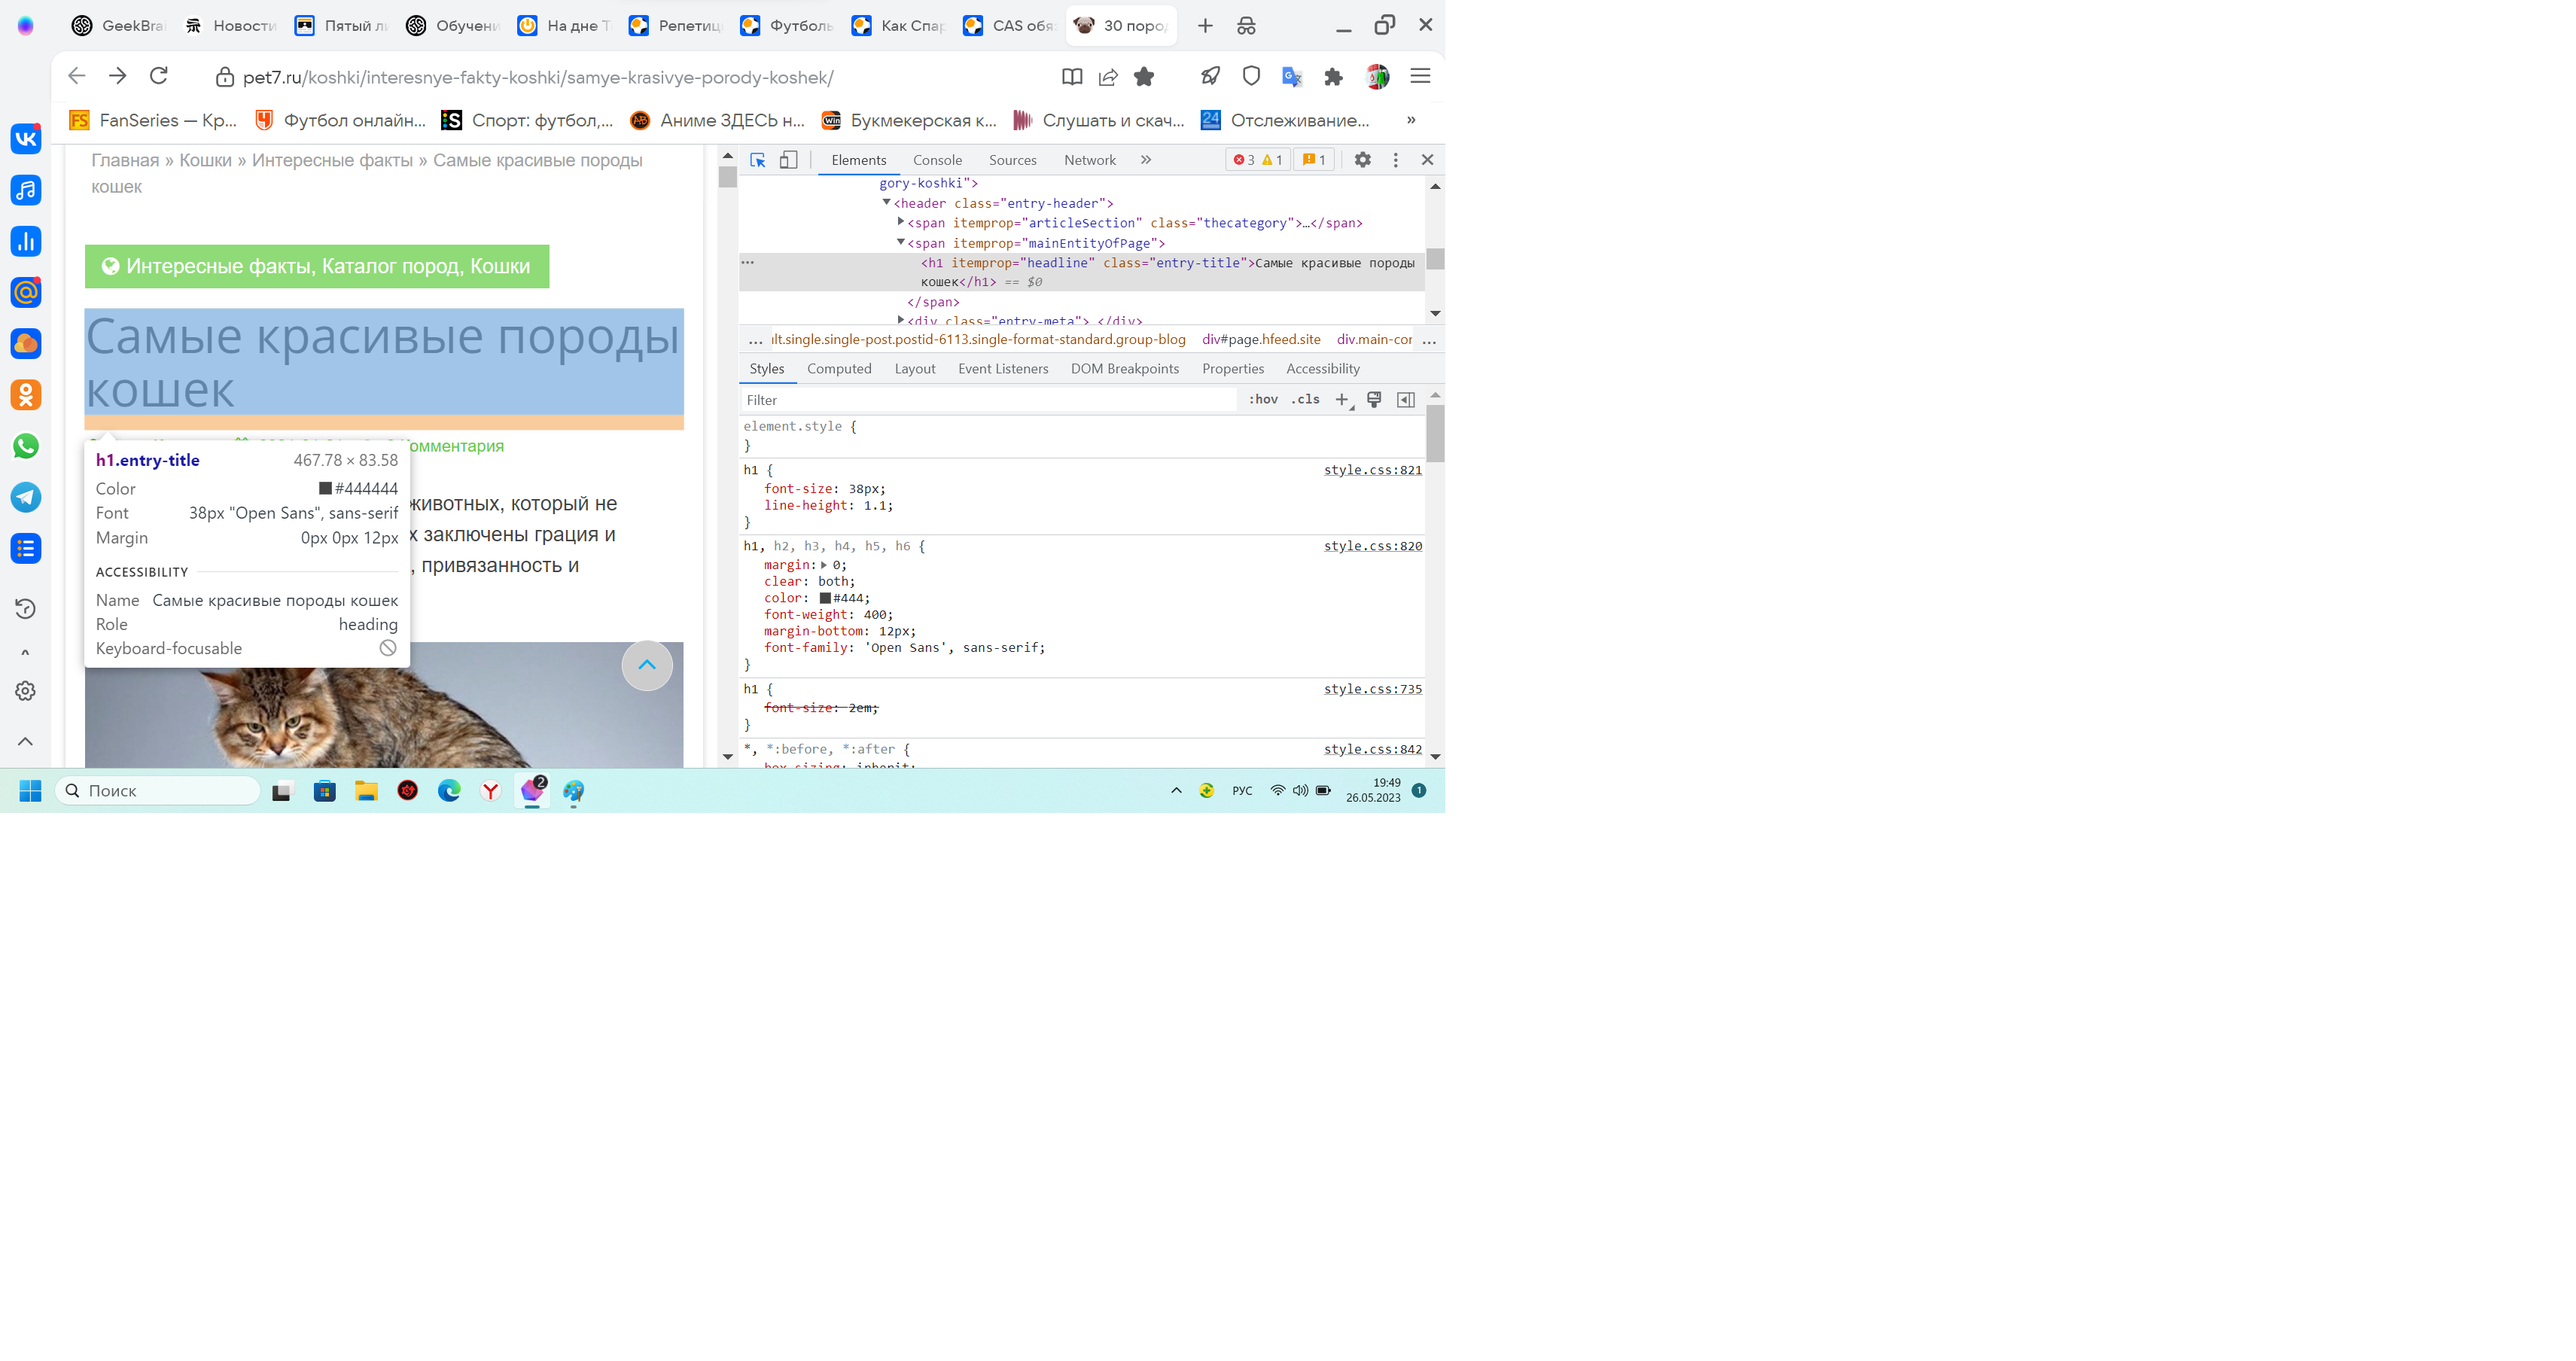 GeekBra
Новости
Пятый л
Обучени
На дне Т
Репетиц
Футболь
Как Спар
CAS обя
30 поро
pet7.ru/koshki/interesnye-fakty-koshki/samye-krasivye-porody-koshek/
FanSeries — Кр...
Футбол онлайн...
Спорт: футбол,...
Аниме ЗДЕСЬ н...
Букмекерская к...
Слушать и скач...
Отслеживание...
»
Главная » Кошки » Интересные факты » Самые красивые породы
кошек
Интересные факты, Каталог пород, Кошки
Самые красивые породы
кошек
омментария
h1.entry-title 467.78 × 83.58
Color #444444
Font 38px "Open Sans", sans-serif
Margin 0px 0px 12px
ACCESSIBILITY
Name Самые красивые породы кошек
Role heading
Keyboard-focusable
животных, который не
х заключены грация и
, привязанность и
Elements Console Sources Network » 3 1 1
gory-koshki">
<header class="entry-header">
<span itemprop="articleSection" class="thecategory">…</span>
<span itemprop="mainEntityOfPage">
<h1 itemprop="headline" class="entry-title">Самые красивые породы
кошек</h1> == $0
</span>
<div class="entry-meta"> </div>
... ult.single.single-post.postid-6113.single-format-standard.group-blog div#page.hfeed.site div.main-cor ...
Styles Computed Layout Event Listeners DOM Breakpoints Properties Accessibility
Filter :hov .cls
element.style {
}
h1 { style.css:821
font-size: 38px;
line-height: 1.1;
}
h1, h2, h3, h4, h5, h6 { style.css:820
margin: 0;
clear: both;
color: #444;
font-weight: 400;
margin-bottom: 12px;
font-family: 'Open Sans', sans-serif;
}
h1 { style.css:735
font-size: 2em;
}
*, *:before, *:after { style.css:842
box-sizing: inherit;
Поиск
2
РУС
19:49
26.05.2023
1